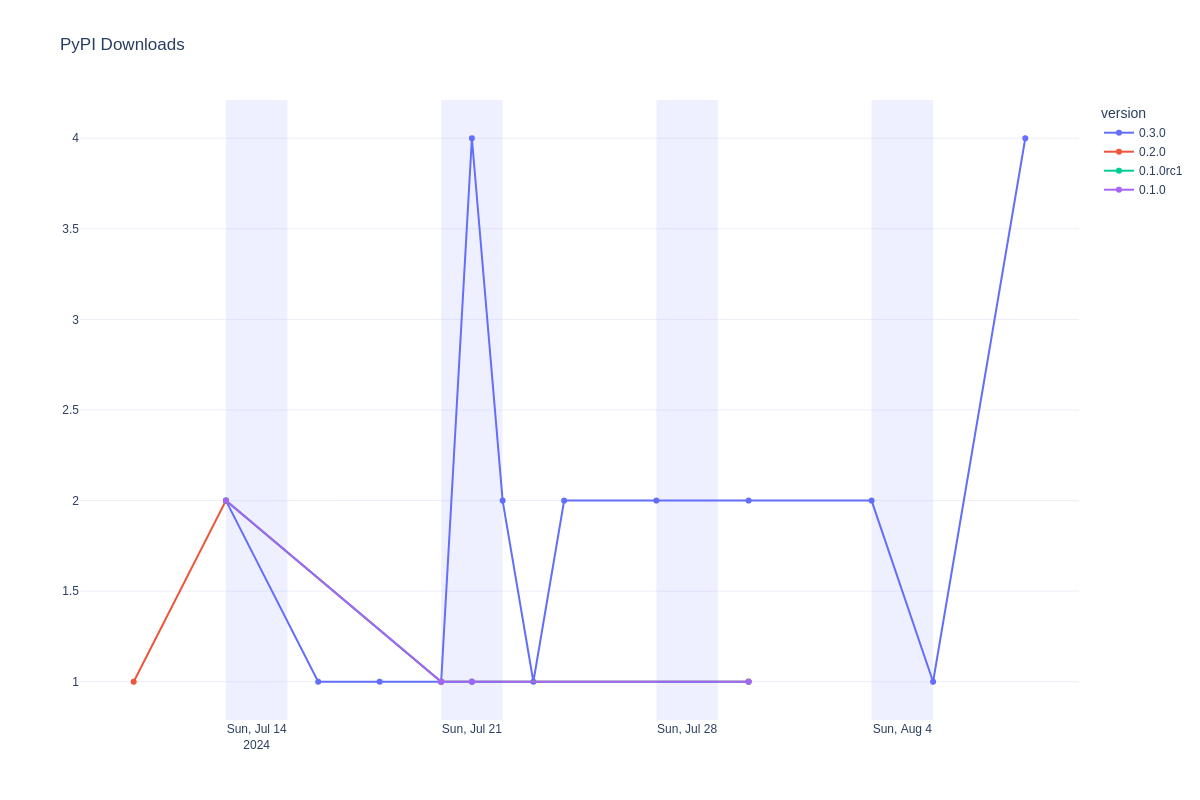 PyPI Downloads
version
0.3.0
0.2.0
0.1.0rc1
0.1.0
4
3.5
3
2.5
2
1.5
1
Sun, Jul 14
2024
Sun, Jul 21
Sun, Jul 28
Sun, Aug 4